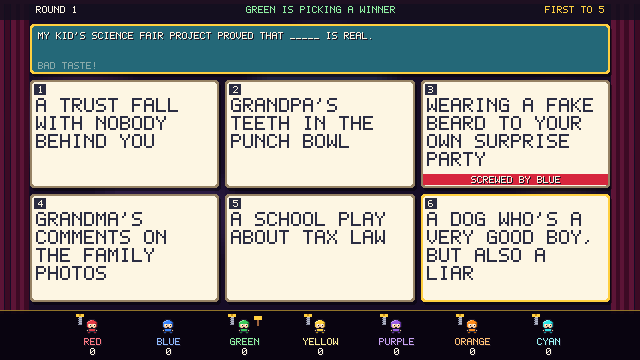 ROUND 1
GREEN IS PICKING A WINNER
FIRST TO 5
MY KID'S SCIENCE FAIR PROJECT PROVED THAT _____ IS REAL.
BAD TASTE!
1
A TRUST FALL
WITH NOBODY
BEHIND YOU
2
GRANDPA'S
TEETH IN THE
PUNCH BOWL
3
WEARING A FAKE
BEARD TO YOUR
OWN SURPRISE
PARTY
SCREWED BY BLUE
4
GRANDMA'S
COMMENTS ON
THE FAMILY
PHOTOS
5
A SCHOOL PLAY
ABOUT TAX LAW
6
A DOG WHO'S A
VERY GOOD BOY,
BUT ALSO A
LIAR
RED
0
BLUE
0
GREEN
0
YELLOW
0
PURPLE
0
ORANGE
0
CYAN
0